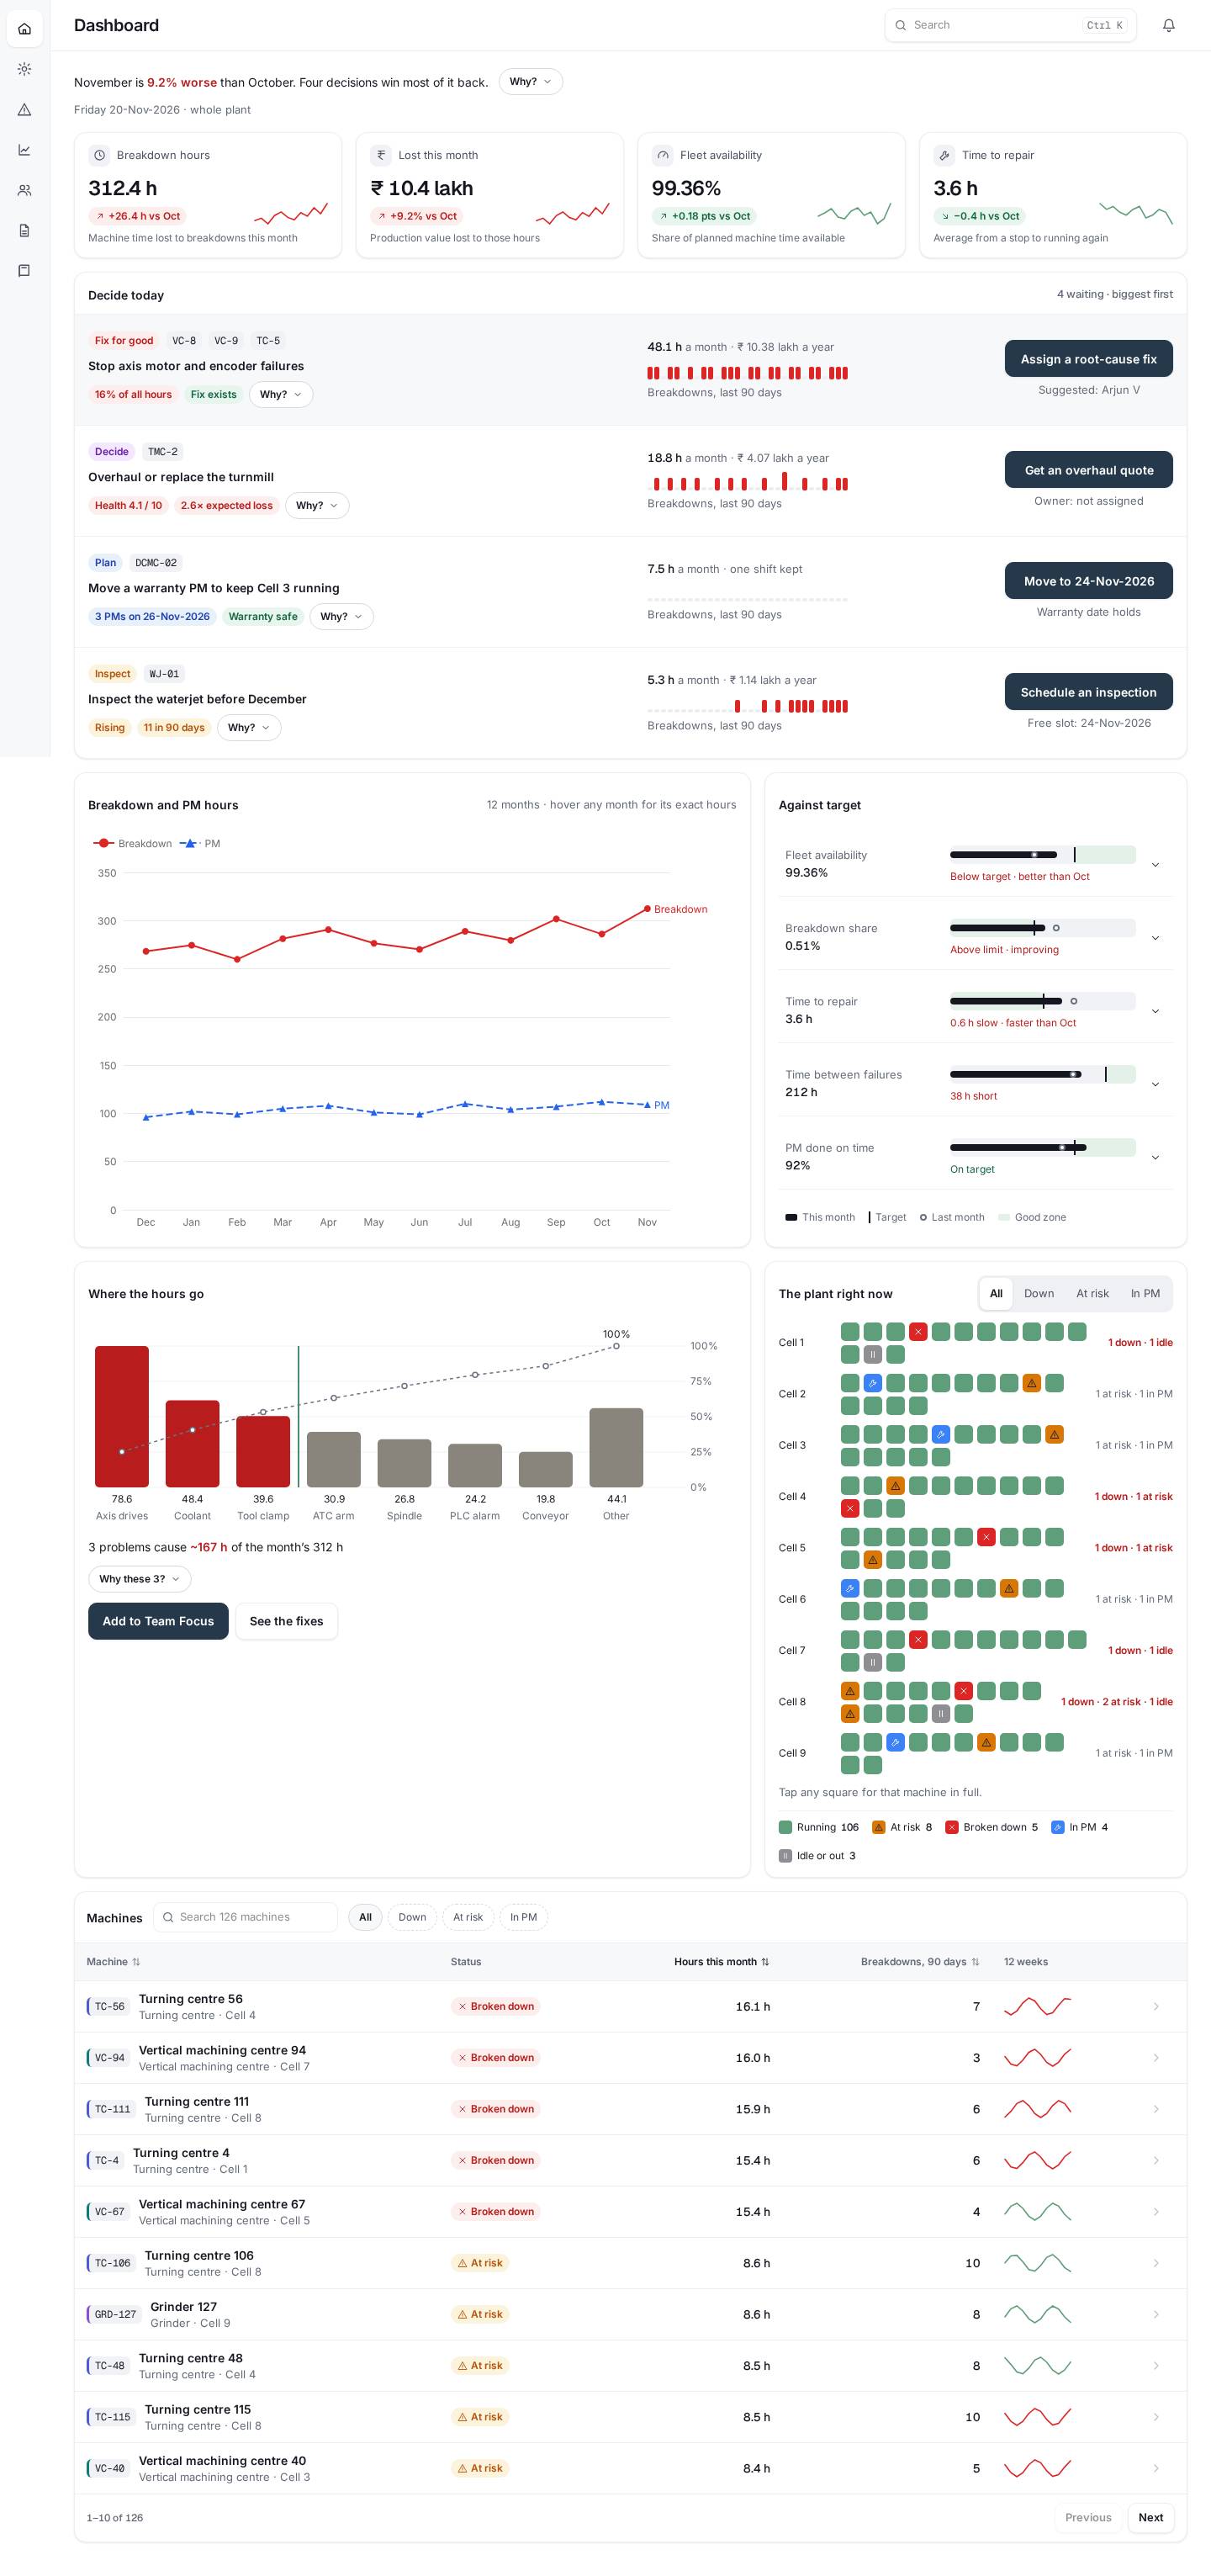 Dashboard
Search
Ctrl K
November is 9.2% worse than October. Four decisions win most of it back.
Why?
Friday 20-Nov-2026 · whole plant
Breakdown hours
312.4 h
+26.4 h vs Oct
Machine time lost to breakdowns this month
Lost this month
₹ 10.4 lakh
+9.2% vs Oct
Production value lost to those hours
Fleet availability
99.36%
+0.18 pts vs Oct
Share of planned machine time available
Time to repair
3.6 h
−0.4 h vs Oct
Average from a stop to running again
Decide today
4 waiting · biggest first
Fix for good VC-8 VC-9 TC-5
Stop axis motor and encoder failures
16% of all hours Fix exists Why?
48.1 h a month · ₹ 10.38 lakh a year
Breakdowns, last 90 days
Assign a root-cause fix
Suggested: Arjun V
Decide TMC-2
Overhaul or replace the turnmill
Health 4.1 / 10 2.6× expected loss Why?
18.8 h a month · ₹ 4.07 lakh a year
Breakdowns, last 90 days
Get an overhaul quote
Owner: not assigned
Plan DCMC-02
Move a warranty PM to keep Cell 3 running
3 PMs on 26-Nov-2026 Warranty safe Why?
7.5 h a month · one shift kept
Breakdowns, last 90 days
Move to 24-Nov-2026
Warranty date holds
Inspect WJ-01
Inspect the waterjet before December
Rising 11 in 90 days Why?
5.3 h a month · ₹ 1.14 lakh a year
Breakdowns, last 90 days
Schedule an inspection
Free slot: 24-Nov-2026
Breakdown and PM hours
12 months · hover any month for its exact hours
Breakdown PM
350
300
250
200
150
100
50
0
Breakdown
PM
Dec Jan Feb Mar Apr May Jun Jul Aug Sep Oct Nov
Against target
Fleet availability
99.36%
Below target · better than Oct
Breakdown share
0.51%
Above limit · improving
Time to repair
3.6 h
0.6 h slow · faster than Oct
Time between failures
212 h
38 h short
PM done on time
92%
On target
This month Target Last month Good zone
Where the hours go
100%
100%
75%
50%
25%
0%
78.6 48.4 39.6 30.9 26.8 24.2 19.8 44.1
Axis drives Coolant Tool clamp ATC arm Spindle PLC alarm Conveyor Other
3 problems cause ~167 h of the month's 312 h
Why these 3?
Add to Team Focus
See the fixes
The plant right now
All Down At risk In PM
Cell 1
1 down · 1 idle
Cell 2
1 at risk · 1 in PM
Cell 3
1 at risk · 1 in PM
Cell 4
1 down · 1 at risk
Cell 5
1 down · 1 at risk
Cell 6
1 at risk · 1 in PM
Cell 7
1 down · 1 idle
Cell 8
1 down · 2 at risk · 1 idle
Cell 9
1 at risk · 1 in PM
Tap any square for that machine in full.
Running 106 At risk 8 Broken down 5 In PM 4
Idle or out 3
Machines
Search 126 machines
All Down At risk In PM
Machine Status Hours this month Breakdowns, 90 days 12 weeks
TC-56 Turning centre 56 Broken down 16.1 h 7
Turning centre · Cell 4
VC-94 Vertical machining centre 94 Broken down 16.0 h 3
Vertical machining centre · Cell 7
TC-111 Turning centre 111 Broken down 15.9 h 6
Turning centre · Cell 8
TC-4 Turning centre 4 Broken down 15.4 h 6
Turning centre · Cell 1
VC-67 Vertical machining centre 67 Broken down 15.4 h 4
Vertical machining centre · Cell 5
TC-106 Turning centre 106 At risk 8.6 h 10
Turning centre · Cell 8
GRD-127 Grinder 127 At risk 8.6 h 8
Grinder · Cell 9
TC-48 Turning centre 48 At risk 8.5 h 8
Turning centre · Cell 4
TC-115 Turning centre 115 At risk 8.5 h 10
Turning centre · Cell 8
VC-40 Vertical machining centre 40 At risk 8.4 h 5
Vertical machining centre · Cell 3
1–10 of 126
Previous
Next